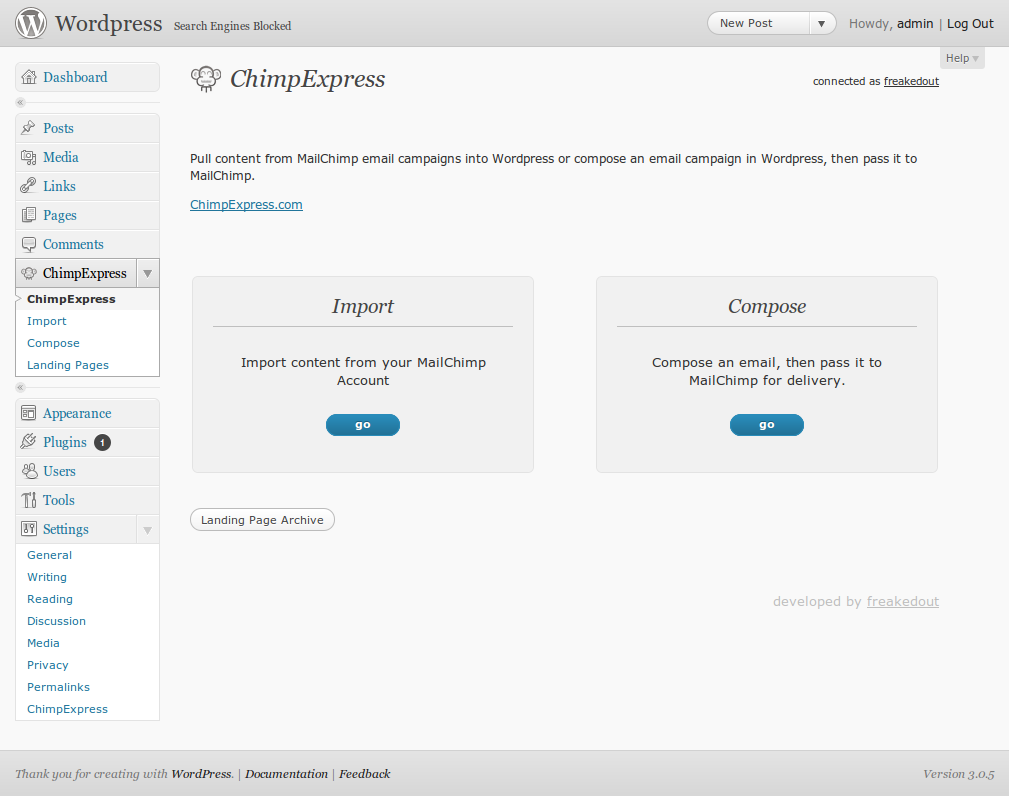 Wordpress Search Engines Blocked
New Post
Howdy, admin | Log Out
Help
Dashboard
Posts
Media
Links
Pages
Comments
ChimpExpress
ChimpExpress
Import
Compose
Landing Pages
Appearance
Plugins 1
Users
Tools
Settings
General
Writing
Reading
Discussion
Media
Privacy
Permalinks
ChimpExpress
ChimpExpress
connected as freakedout
Pull content from MailChimp email campaigns into Wordpress or compose an email campaign in Wordpress, then pass it to
MailChimp.
ChimpExpress.com
Import
Import content from your MailChimp
Account
go
Compose
Compose an email, then pass it to
MailChimp for delivery.
go
Landing Page Archive
developed by freakedout
Thank you for creating with WordPress. | Documentation | Feedback
Version 3.0.5